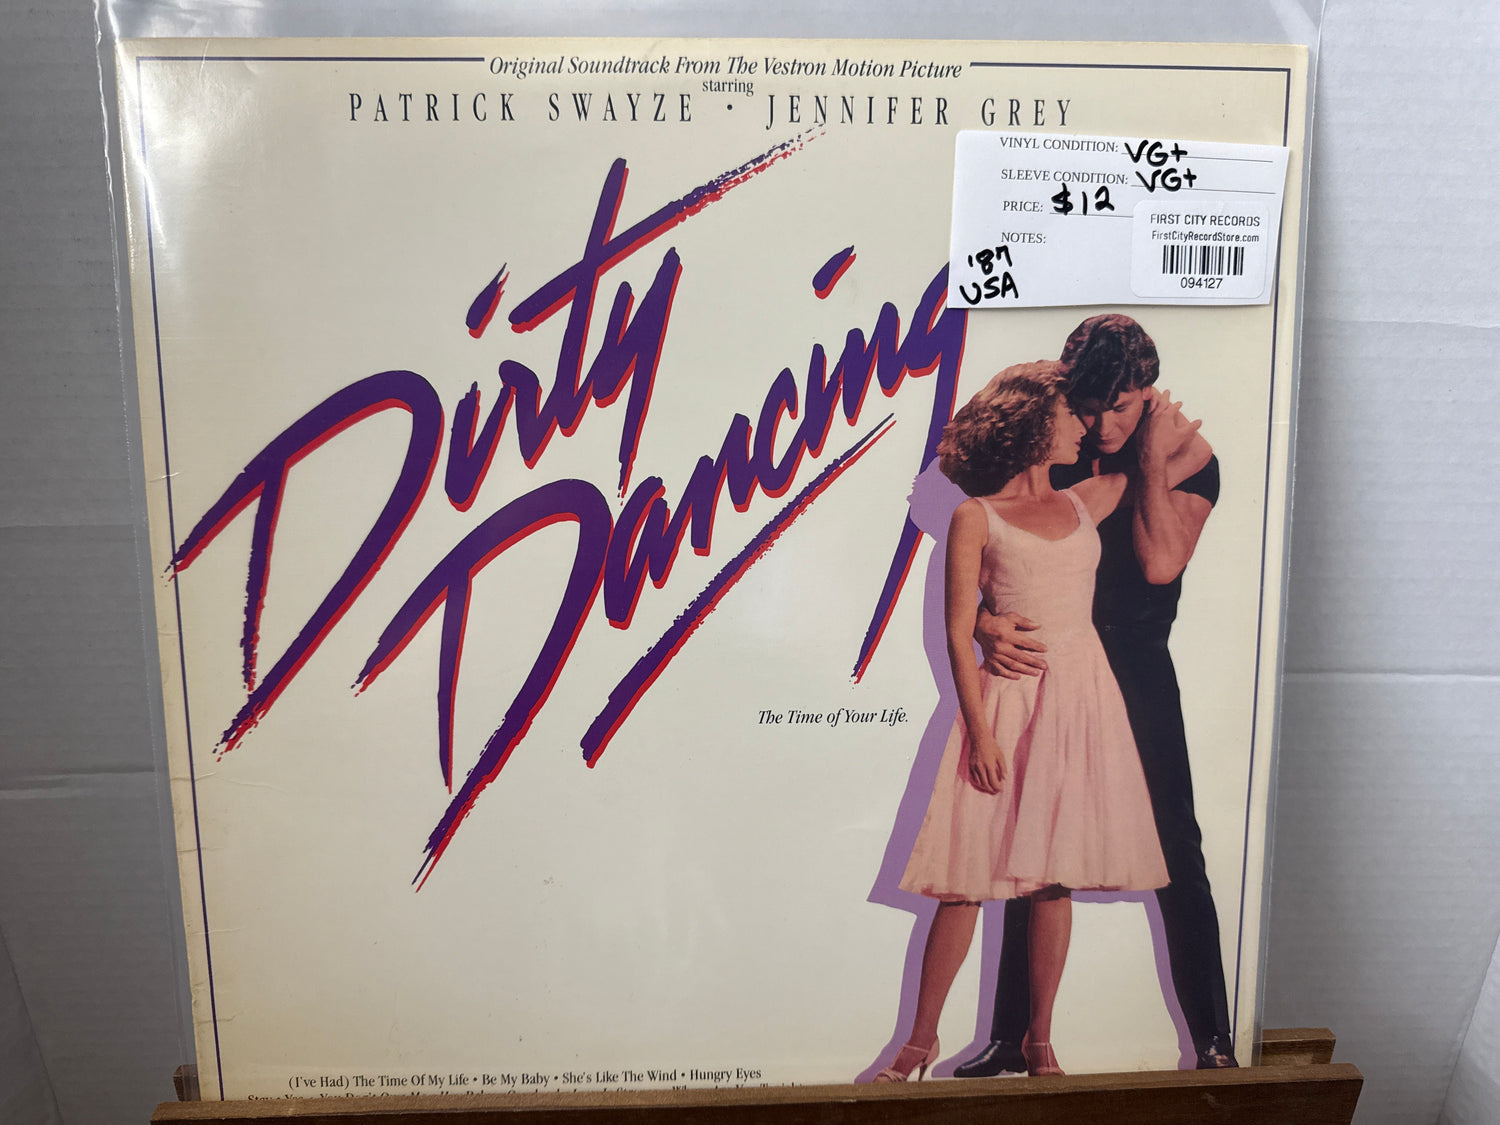 Original Soundtrack From The Vestron Motion Picture
starring
PATRICK SWAYZE · JENNIFER GREY
VINYL CONDITION: VG+
SLEEVE CONDITION: VG+
PRICE: $12
NOTES:
'87
USA
FIRST CITY RECORDS
FirstCityRecordStore.com
094127
Dirty
Dancing
The Time of Your Life.
(I've Had) The Time Of My Life • Be My Baby • She's Like The Wind • Hungry Eyes